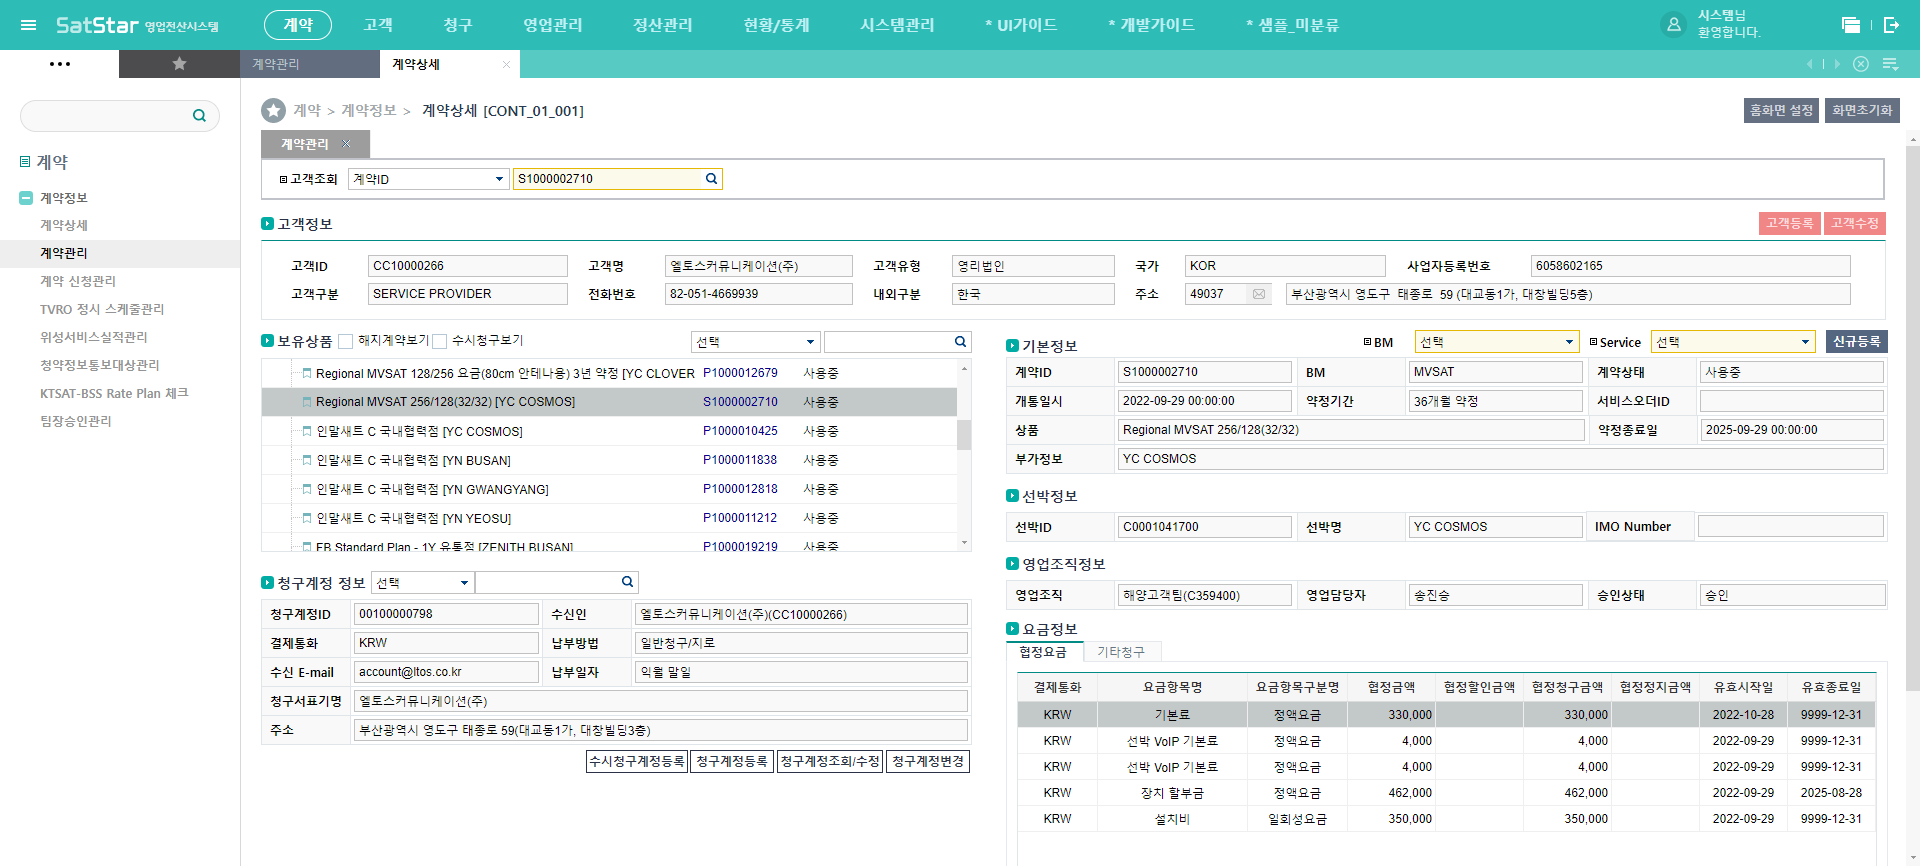 SatStar 영업전산시스템 계약 고객 청구 영업관리 정산관리 현황/통계 시스템관리 * UI가이드 * 개발가이드 * 샘플_미분류 시스템님
환영합니다.
계약관리 계약상세
계약 > 계약정보 > 계약상세 [CONT_01_001] 홈화면 설정 화면초기화
계약
계약정보
계약상세
계약관리
계약 신청관리
TVRO 정시 스케줄관리
위성서비스실적관리
청약정보통보대상관리
KTSAT-BSS Rate Plan 체크
팀장승인관리
계약관리
고객조회 계약ID S1000002710
고객정보 고객등록 고객수정
고객ID CC10000266 고객명 엘토스커뮤니케이션(주) 고객유형 영리법인 국가 KOR 사업자등록번호 6058602165
고객구분 SERVICE PROVIDER 전화번호 82-051-4669939 내외구분 한국 주소 49037 부산광역시 영도구 태종로 59 (대교동1가, 대창빌딩5층)
보유상품 해지계약보기 수시청구보기 선택
Regional MVSAT 128/256 요금(80cm 안테나용) 3년 약정 [YC CLOVER P1000012679 사용중
Regional MVSAT 256/128(32/32) [YC COSMOS] S1000002710 사용중
인말새트 C 국내협력점 [YC COSMOS] P1000010425 사용중
인말새트 C 국내협력점 [YN BUSAN] P1000011838 사용중
인말새트 C 국내협력점 [YN GWANGYANG] P1000012818 사용중
인말새트 C 국내협력점 [YN YEOSU] P1000011212 사용중
FB Standard Plan - 1Y 유통점 [ZENITH BUSAN] P1000019219 사용중
청구계정 정보 선택
청구계정ID 00100000798 수신인 엘토스커뮤니케이션(주)(CC10000266)
결제통화 KRW 납부방법 일반청구/지로
수신 E-mail account@ltos.co.kr 납부일자 익월 말일
청구서표기명 엘토스커뮤니케이션(주)
주소 부산광역시 영도구 태종로 59(대교동1가, 대창빌딩3층)
수시청구계정등록 청구계정등록 청구계정조회/수정 청구계정변경
기본정보 BM 선택 Service 선택 신규등록
계약ID S1000002710 BM MVSAT 계약상태 사용중
개통일시 2022-09-29 00:00:00 약정기간 36개월 약정 서비스오더ID
상품 Regional MVSAT 256/128(32/32) 약정종료일 2025-09-29 00:00:00
부가정보 YC COSMOS
선박정보
선박ID C0001041700 선박명 YC COSMOS IMO Number
영업조직정보
영업조직 해양고객팀(C359400) 영업담당자 송진승 승인상태 승인
요금정보
협정요금 기타청구
결제통화 요금항목명 요금항목구분명 협정금액 협정할인금액 협정청구금액 협정정지금액 유효시작일 유효종료일
KRW 기본료 정액요금 330,000 330,000 2022-10-28 9999-12-31
KRW 선박 VoIP 기본료 정액요금 4,000 4,000 2022-09-29 9999-12-31
KRW 선박 VoIP 기본료 정액요금 4,000 4,000 2022-09-29 9999-12-31
KRW 장치 할부금 정액요금 462,000 462,000 2022-09-29 2025-08-28
KRW 설치비 일회성요금 350,000 350,000 2022-09-29 9999-12-31